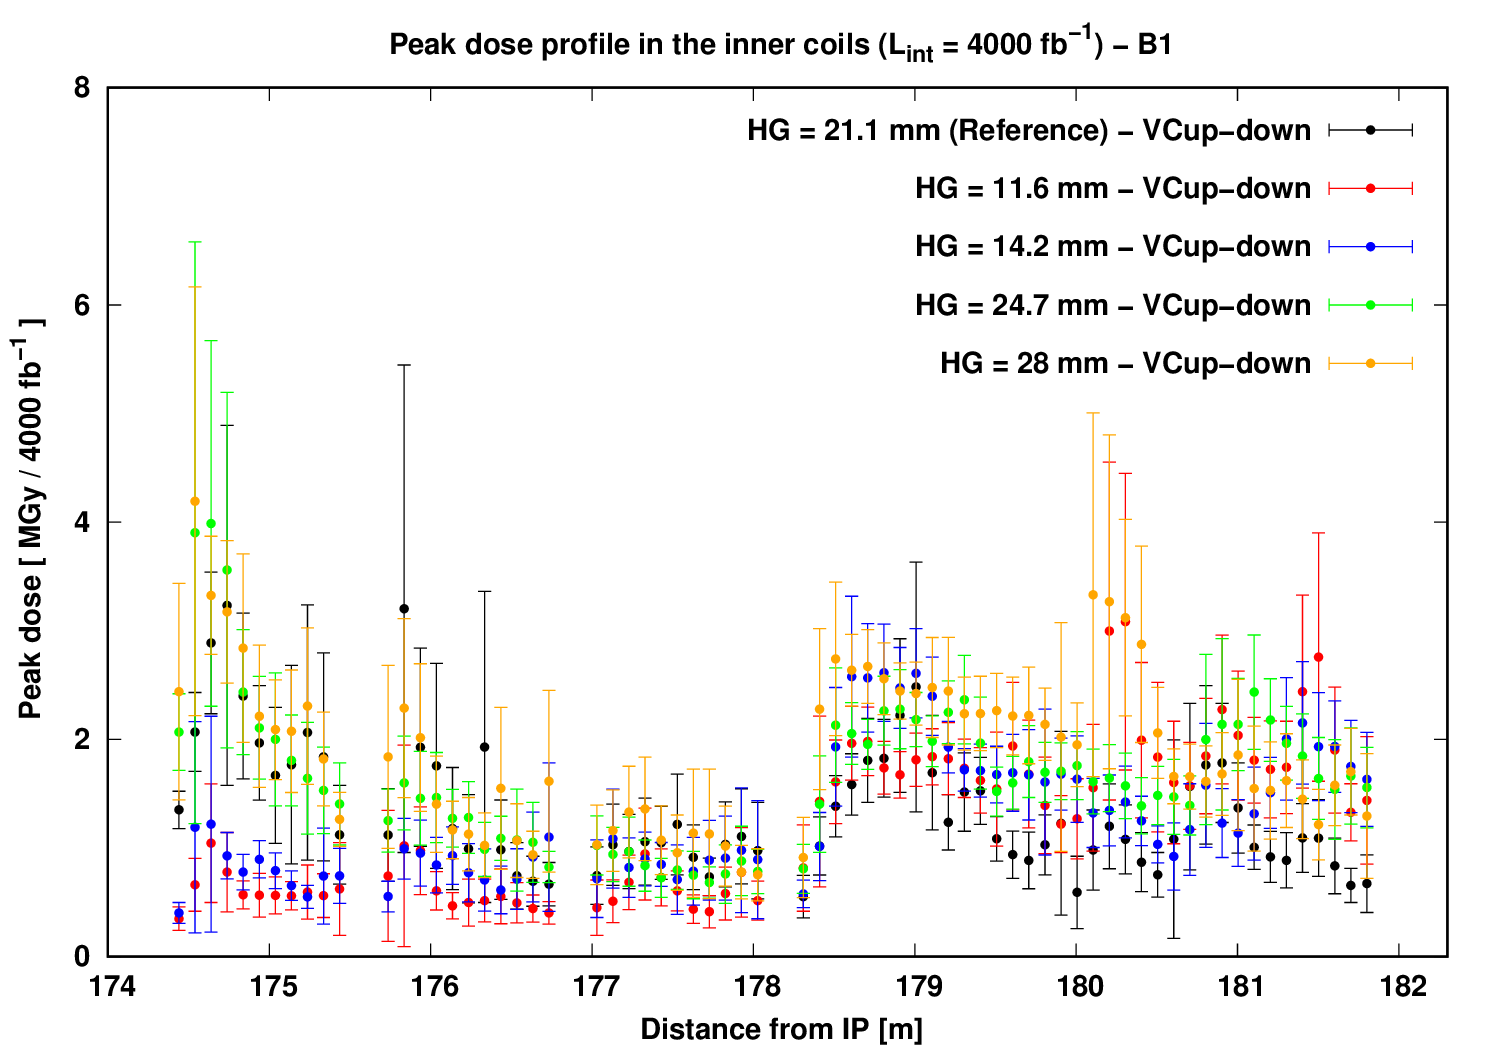 Peak dose profile in the inner coils (Lint = 4000 fb−1) − B1
8
HG = 21.1 mm (Reference) − VCup−down
HG = 11.6 mm − VCup−down
HG = 14.2 mm − VCup−down
HG = 24.7 mm − VCup−down
HG = 28 mm − VCup−down
6
4
2
0
Peak dose [ MGy / 4000 fb−1 ]
174 175 176 177 178 179 180 181 182
Distance from IP [m]